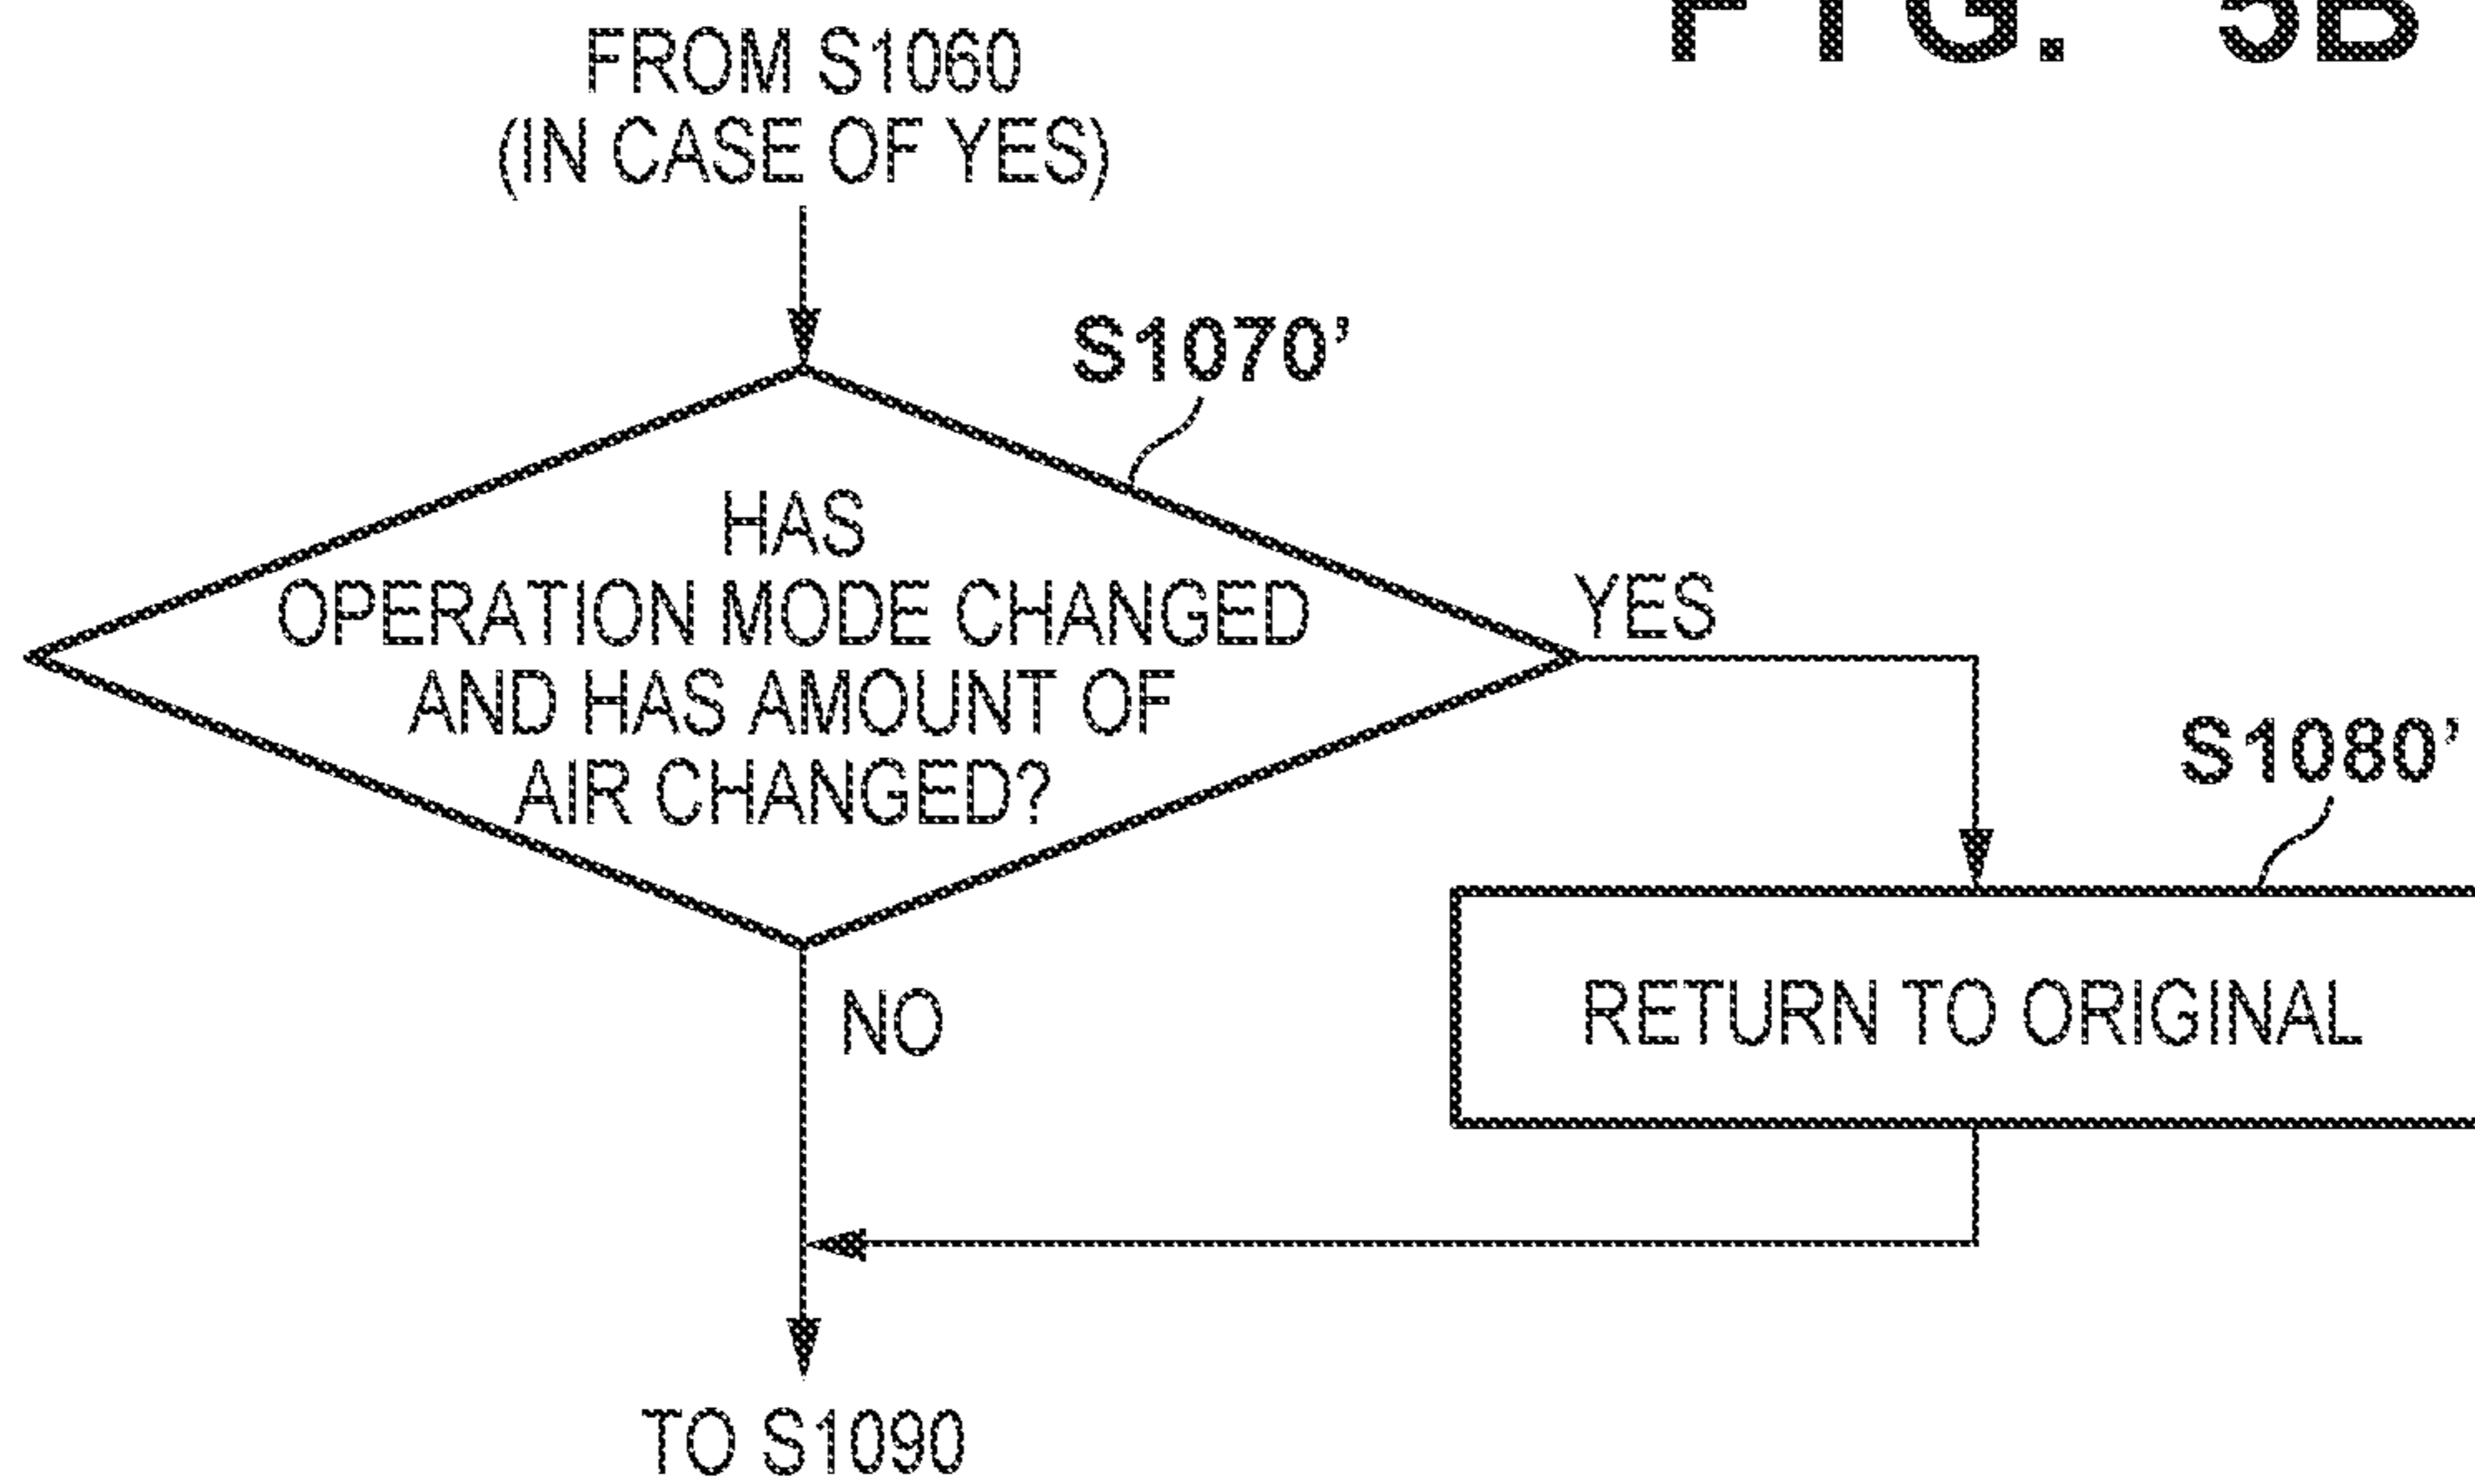 FIG. 5B
FROM S1060
(IN CASE OF YES)
S1070'
HAS
OPERATION MODE CHANGED
AND HAS AMOUNT OF
AIR CHANGED?
YES
S1080'
RETURN TO ORIGINAL
NO
TO S1090